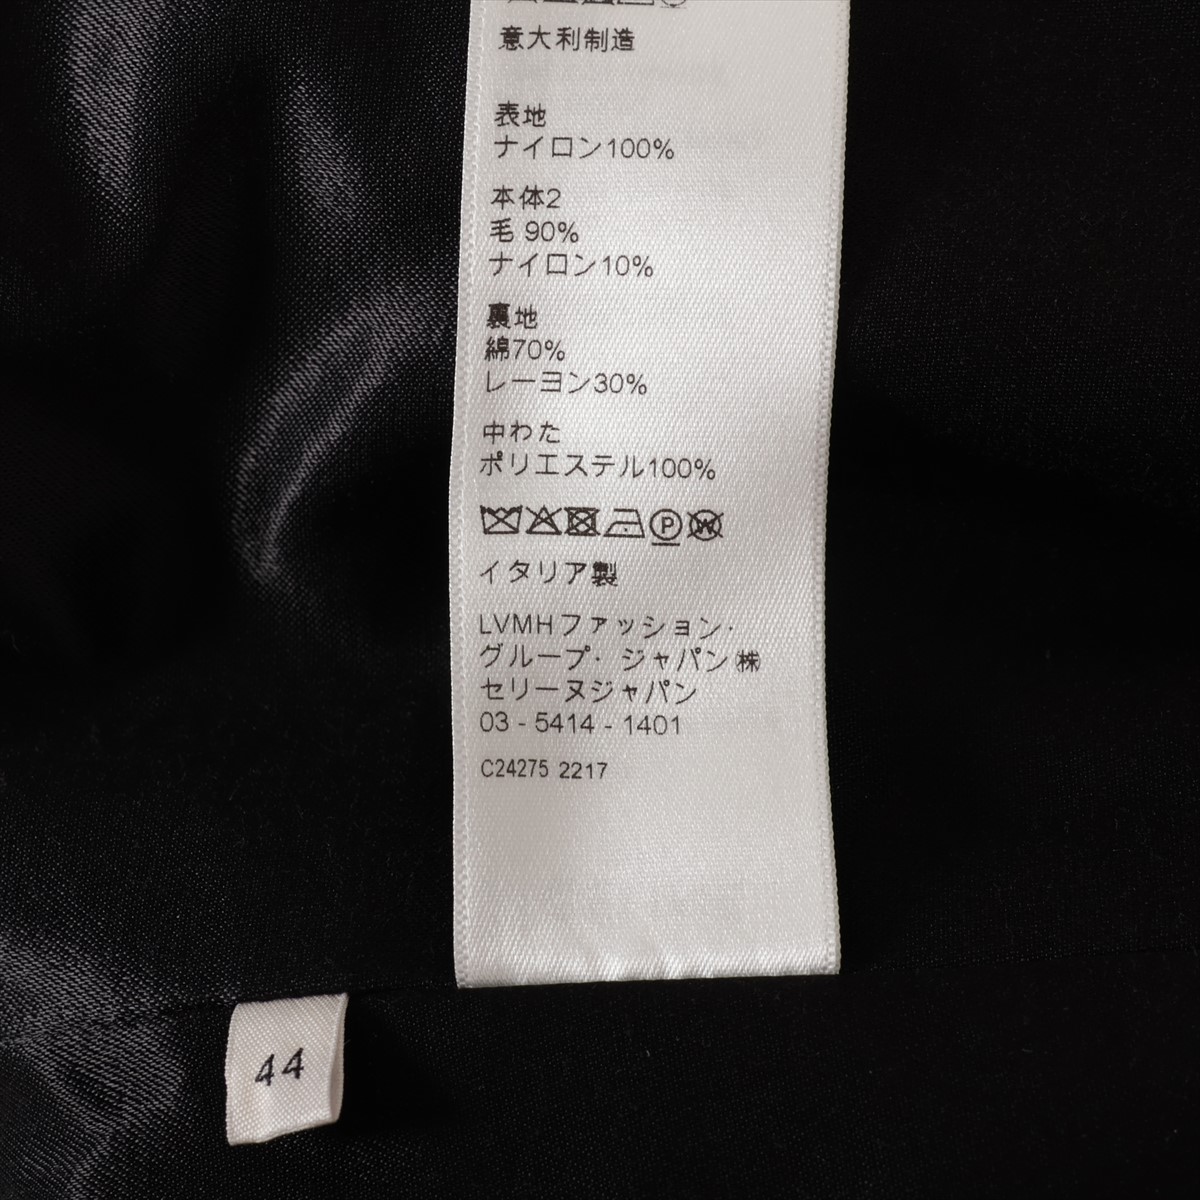 意大利制造
表地
ナイロン100%
本体2
毛 90%
ナイロン10%
裏地
綿70%
レーヨン30%
中わた
ポリエステル100%
P W
イタリア製
LVMHファッション・
グループ・ジャパン㈱
セリーヌジャパン
03 - 5414 - 1401
C24275 2217
44